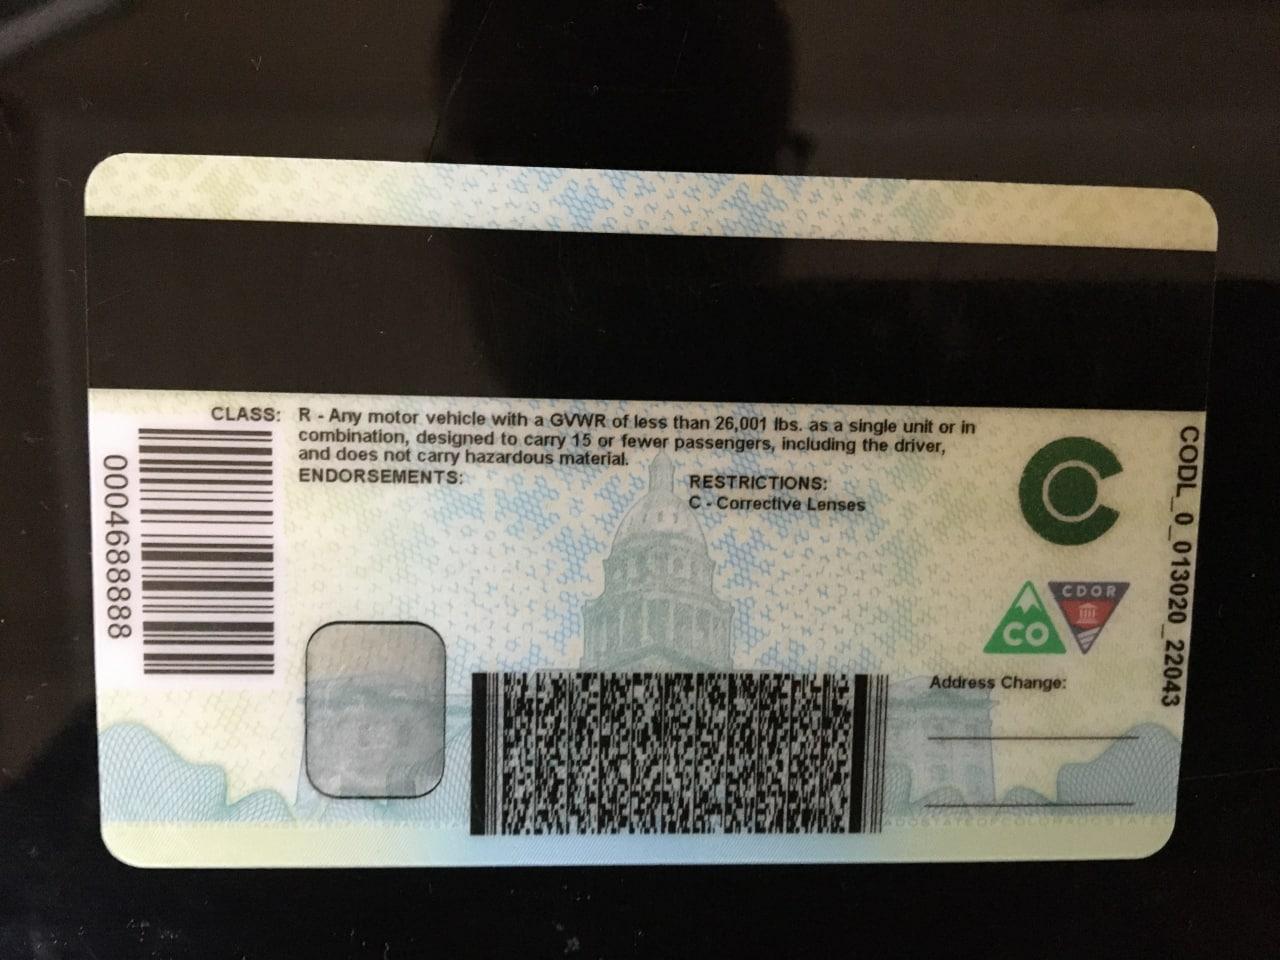 CLASS: R - Any motor vehicle with a GVWR of less than 26,001 lbs. as a single unit or in
combination, designed to carry 15 or fewer passengers, including the driver,
and does not carry hazardous material.
ENDORSEMENTS:
RESTRICTIONS:
C - Corrective Lenses
0004688888
C
CODL_0_013020_22043
CO
CDOR
Address Change: